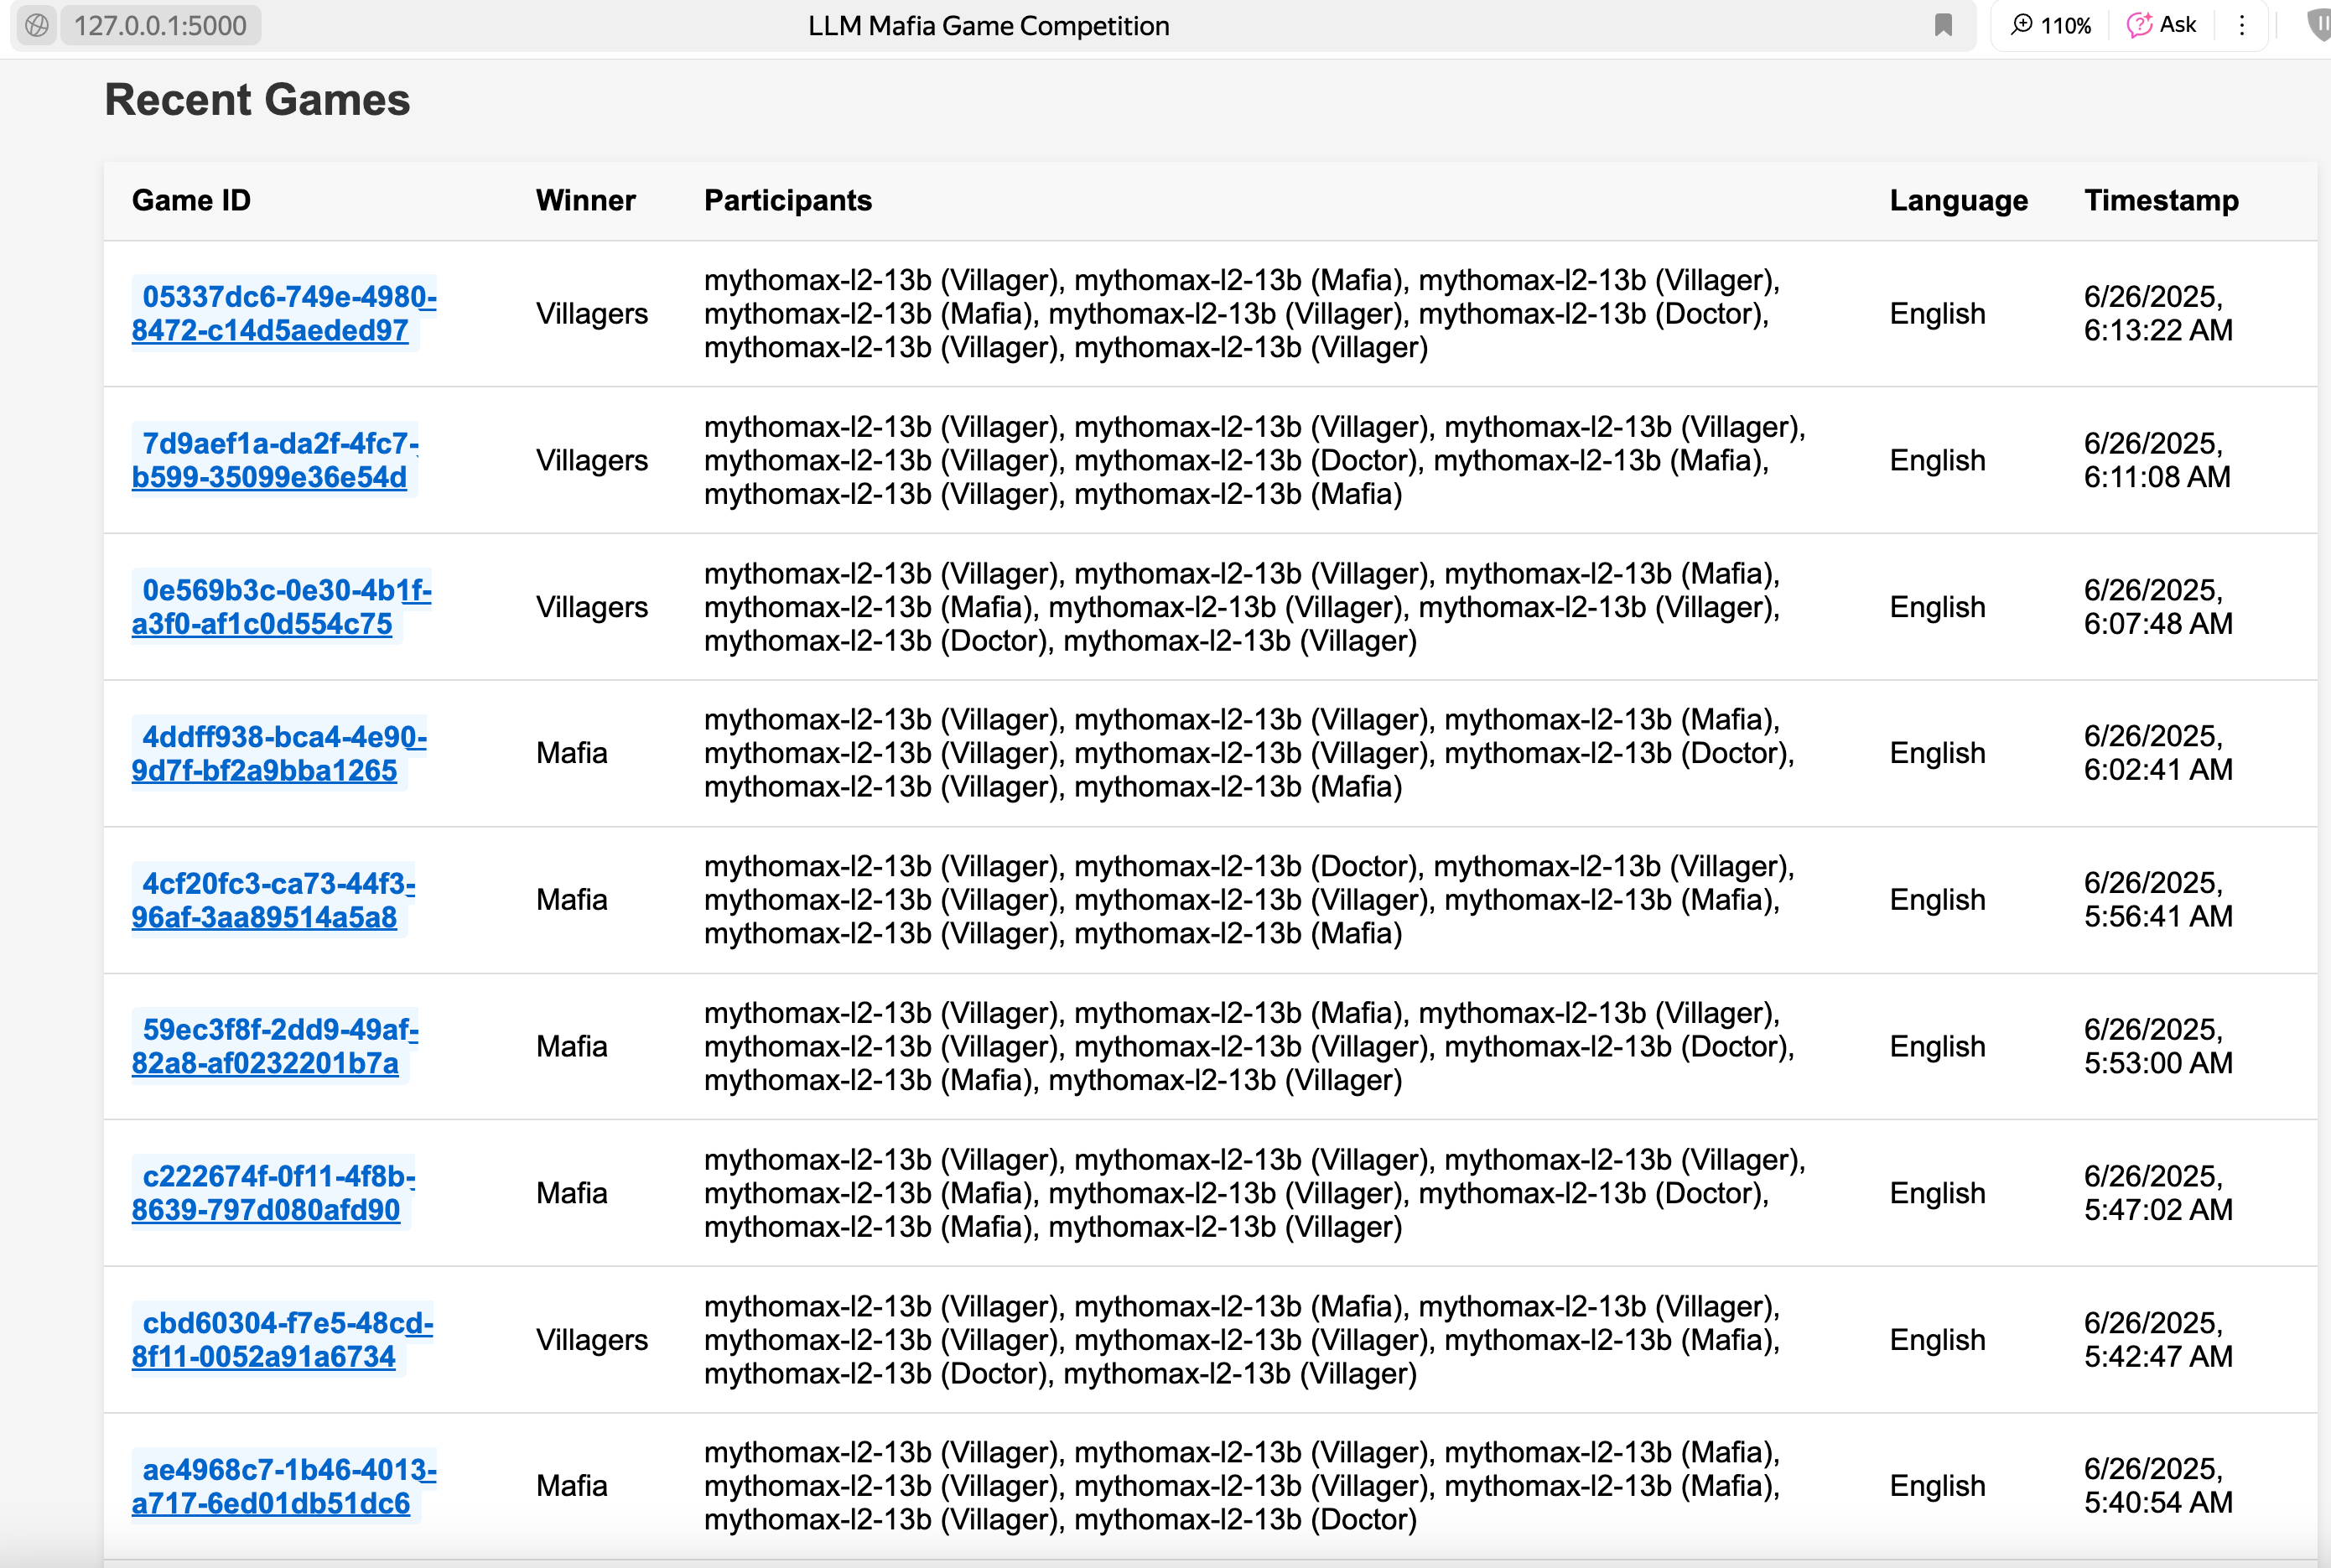 127.0.0.1:5000
LLM Mafia Game Competition
110%
Ask
Recent Games
Game ID Winner Participants Language Timestamp
05337dc6-749e-4980-
8472-c14d5aeded97
Villagers
mythomax-l2-13b (Villager), mythomax-l2-13b (Mafia), mythomax-l2-13b (Villager),
mythomax-l2-13b (Mafia), mythomax-l2-13b (Villager), mythomax-l2-13b (Doctor),
mythomax-l2-13b (Villager), mythomax-l2-13b (Villager)
English
6/26/2025,
6:13:22 AM
7d9aef1a-da2f-4fc7-
b599-35099e36e54d
Villagers
mythomax-l2-13b (Villager), mythomax-l2-13b (Villager), mythomax-l2-13b (Villager),
mythomax-l2-13b (Villager), mythomax-l2-13b (Doctor), mythomax-l2-13b (Mafia),
mythomax-l2-13b (Villager), mythomax-l2-13b (Mafia)
English
6/26/2025,
6:11:08 AM
0e569b3c-0e30-4b1f-
a3f0-af1c0d554c75
Villagers
mythomax-l2-13b (Villager), mythomax-l2-13b (Villager), mythomax-l2-13b (Mafia),
mythomax-l2-13b (Mafia), mythomax-l2-13b (Villager), mythomax-l2-13b (Villager),
mythomax-l2-13b (Doctor), mythomax-l2-13b (Villager)
English
6/26/2025,
6:07:48 AM
4ddff938-bca4-4e90-
9d7f-bf2a9bba1265
Mafia
mythomax-l2-13b (Villager), mythomax-l2-13b (Villager), mythomax-l2-13b (Mafia),
mythomax-l2-13b (Villager), mythomax-l2-13b (Villager), mythomax-l2-13b (Doctor),
mythomax-l2-13b (Villager), mythomax-l2-13b (Mafia)
English
6/26/2025,
6:02:41 AM
4cf20fc3-ca73-44f3-
96af-3aa89514a5a8
Mafia
mythomax-l2-13b (Villager), mythomax-l2-13b (Doctor), mythomax-l2-13b (Villager),
mythomax-l2-13b (Villager), mythomax-l2-13b (Villager), mythomax-l2-13b (Mafia),
mythomax-l2-13b (Villager), mythomax-l2-13b (Mafia)
English
6/26/2025,
5:56:41 AM
59ec3f8f-2dd9-49af-
82a8-af0232201b7a
Mafia
mythomax-l2-13b (Villager), mythomax-l2-13b (Mafia), mythomax-l2-13b (Villager),
mythomax-l2-13b (Villager), mythomax-l2-13b (Villager), mythomax-l2-13b (Doctor),
mythomax-l2-13b (Mafia), mythomax-l2-13b (Villager)
English
6/26/2025,
5:53:00 AM
c222674f-0f11-4f8b-
8639-797d080afd90
Mafia
mythomax-l2-13b (Villager), mythomax-l2-13b (Villager), mythomax-l2-13b (Villager),
mythomax-l2-13b (Mafia), mythomax-l2-13b (Villager), mythomax-l2-13b (Doctor),
mythomax-l2-13b (Mafia), mythomax-l2-13b (Villager)
English
6/26/2025,
5:47:02 AM
cbd60304-f7e5-48cd-
8f11-0052a91a6734
Villagers
mythomax-l2-13b (Villager), mythomax-l2-13b (Mafia), mythomax-l2-13b (Villager),
mythomax-l2-13b (Villager), mythomax-l2-13b (Villager), mythomax-l2-13b (Mafia),
mythomax-l2-13b (Doctor), mythomax-l2-13b (Villager)
English
6/26/2025,
5:42:47 AM
ae4968c7-1b46-4013-
a717-6ed01db51dc6
Mafia
mythomax-l2-13b (Villager), mythomax-l2-13b (Villager), mythomax-l2-13b (Mafia),
mythomax-l2-13b (Villager), mythomax-l2-13b (Villager), mythomax-l2-13b (Mafia),
mythomax-l2-13b (Villager), mythomax-l2-13b (Doctor)
English
6/26/2025,
5:40:54 AM